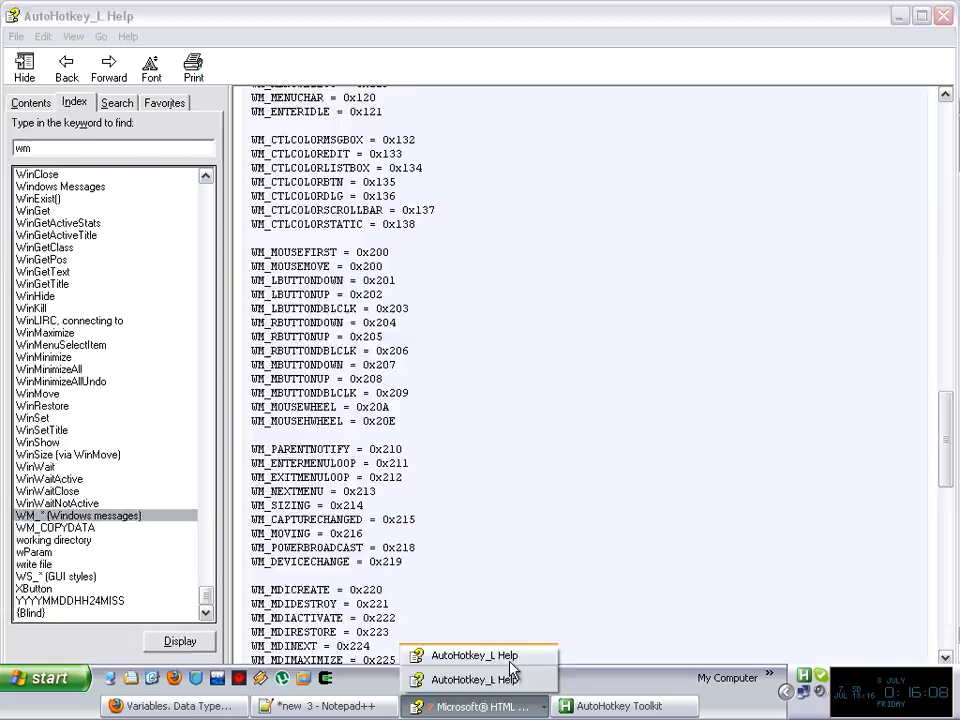 AutoHotkey_L Help
File Edit View Go Help
Hide Back Forward Font Print
Contents Index Search Favorites
Type in the keyword to find:
wm
WinClose
Windows Messages
WinExist()
WinGet
WinGetActiveStats
WinGetActiveTitle
WinGetClass
WinGetPos
WinGetText
WinGetTitle
WinHide
WinKill
WinLIRC, connecting to
WinMaximize
WinMenuSelectItem
WinMinimize
WinMinimizeAll
WinMinimizeAllUndo
WinMove
WinRestore
WinSet
WinSetTitle
WinShow
WinSize (via WinMove)
WinWait
WinWaitActive
WinWaitClose
WinWaitNotActive
WM_* (Windows messages)
WM_COPYDATA
working directory
wParam
write file
WS_* (GUI styles)
XButton
YYYYMMDDHH24MISS
{Blind}
Display
WM_MENUCHAR = 0x120
WM_ENTERIDLE = 0x121
WM_CTLCOLORMSGBOX = 0x132
WM_CTLCOLOREDIT = 0x133
WM_CTLCOLORLISTBOX = 0x134
WM_CTLCOLORBTN = 0x135
WM_CTLCOLORDLG = 0x136
WM_CTLCOLORSCROLLBAR = 0x137
WM_CTLCOLORSTATIC = 0x138
WM_MOUSEFIRST = 0x200
WM_MOUSEMOVE = 0x200
WM_LBUTTONDOWN = 0x201
WM_LBUTTONUP = 0x202
WM_LBUTTONDBLCLK = 0x203
WM_RBUTTONDOWN = 0x204
WM_RBUTTONUP = 0x205
WM_RBUTTONDBLCLK = 0x206
WM_MBUTTONDOWN = 0x207
WM_MBUTTONUP = 0x208
WM_MBUTTONDBLCLK = 0x209
WM_MOUSEWHEEL = 0x20A
WM_MOUSEHWHEEL = 0x20E
WM_PARENTNOTIFY = 0x210
WM_ENTERMENULOOP = 0x211
WM_EXITMENULOOP = 0x212
WM_NEXTMENU = 0x213
WM_SIZING = 0x214
WM_CAPTURECHANGED = 0x215
WM_MOVING = 0x216
WM_POWERBROADCAST = 0x218
WM_DEVICECHANGE = 0x219
WM_MDICREATE = 0x220
WM_MDIDESTROY = 0x221
WM_MDIACTIVATE = 0x222
WM_MDIRESTORE = 0x223
WM_MDINEXT = 0x224
WM_MDIMAXIMIZE = 0x225
AutoHotkey_L Help
AutoHotkey_L Help
start
My Computer »
8 JULY
0:16:08
FRIDAY
Variables. Data Type...
*new 3 - Notepad++
2 Microsoft® HTML ...
AutoHotkey Toolkit